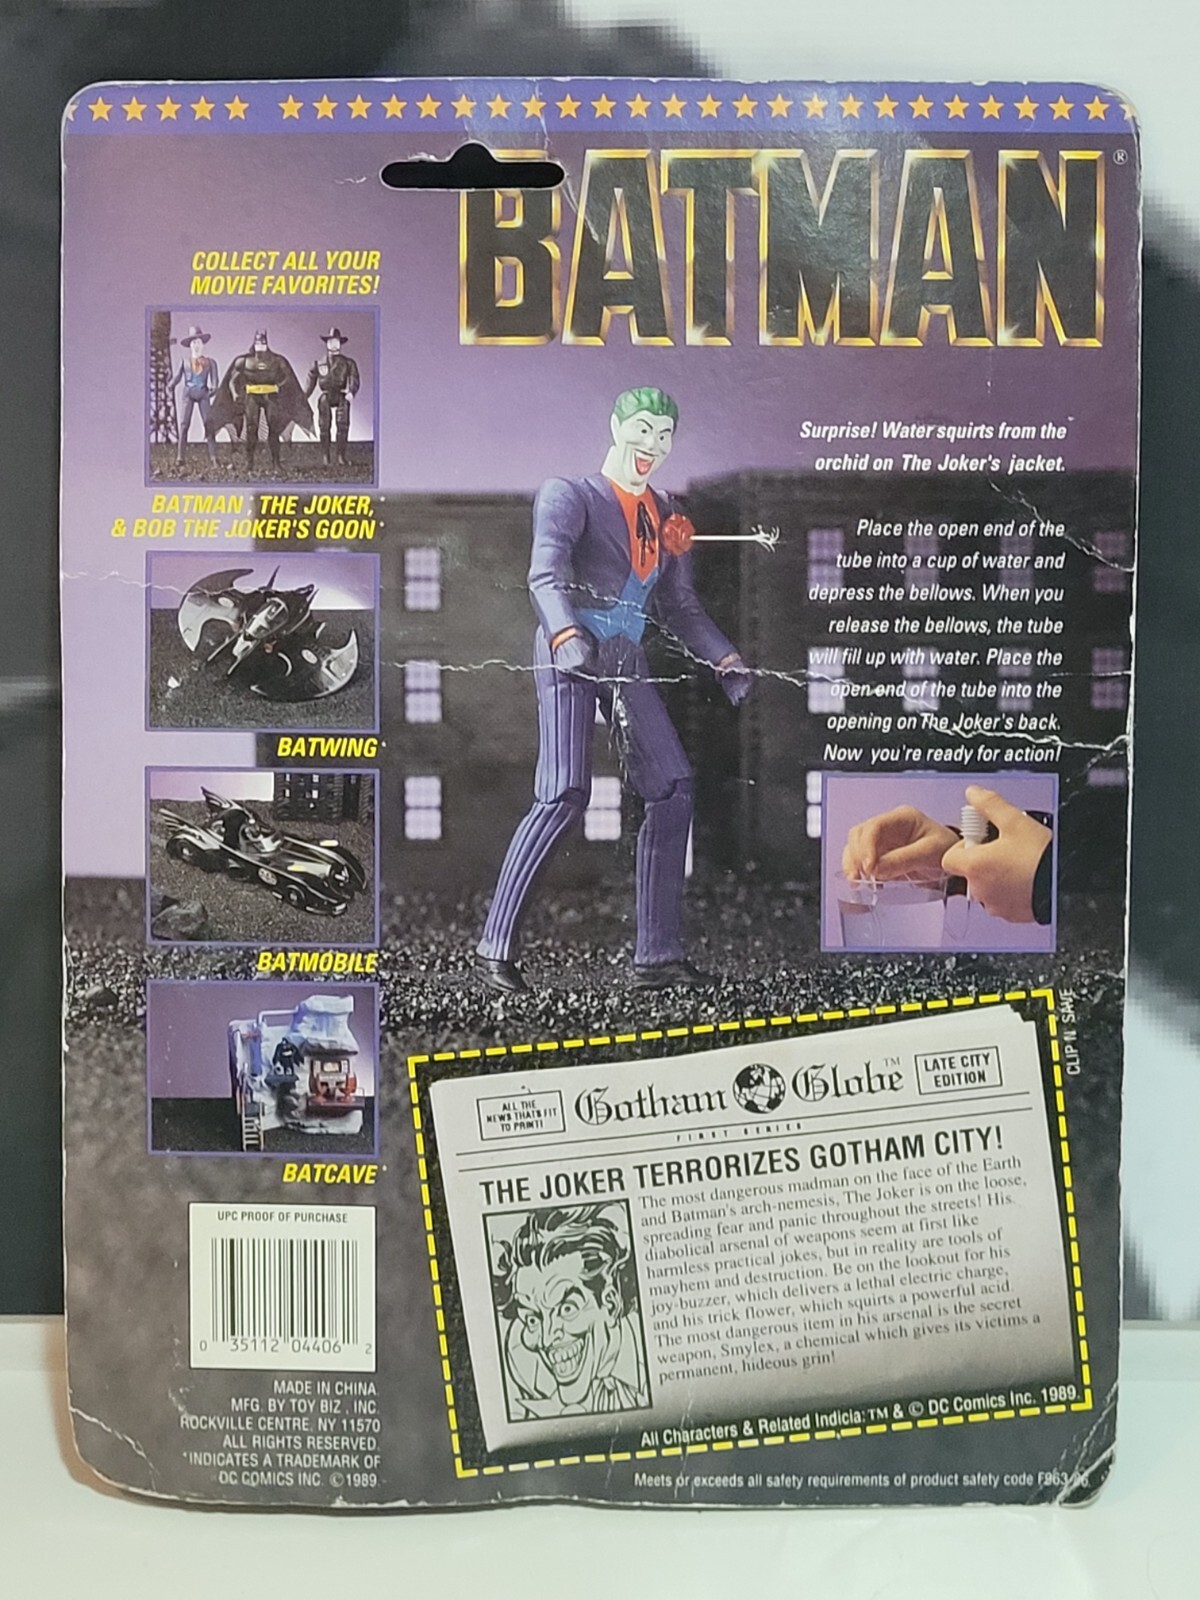 BATMAN®
COLLECT ALL YOUR
MOVIE FAVORITES!
BATMAN*, THE JOKER,*
& BOB THE JOKER'S GOON*
BATWING*
BATMOBILE
BATCAVE*
Surprise! Water squirts from the
orchid on The Joker's jacket.
Place the open end of the
tube into a cup of water and
depress the bellows. When you
release the bellows, the tube
will fill up with water. Place the
open end of the tube into the
opening on The Joker's back.
Now you're ready for action!
CLIP 'N SAVE
ALL THE
NEWS THATS FIT
TO PRINT!
Gotham Globe™
LATE CITY
EDITION
FIRST SERIES
THE JOKER TERRORIZES GOTHAM CITY!
The most dangerous madman on the face of the Earth
and Batman's arch-nemesis, The Joker is on the loose,
spreading fear and panic throughout the streets! His
diabolical arsenal of weapons seem at first like
harmless practical jokes, but in reality are tools of
mayhem and destruction. Be on the lookout for his
joy-buzzer, which delivers a lethal electric charge,
and his trick flower, which squirts a powerful acid.
The most dangerous item in his arsenal is the secret
weapon, Smylex, a chemical which gives its victims a
permanent, hideous grin!
All Characters & Related Indicia: TM & © DC Comics Inc. 1989.
UPC PROOF OF PURCHASE
0 35112 04406 2
MADE IN CHINA.
MFG. BY TOY BIZ, INC.
ROCKVILLE CENTRE, NY 11570
ALL RIGHTS RESERVED.
*INDICATES A TRADEMARK OF
DC COMICS INC. ©1989.
Meets or exceeds all safety requirements of product safety code